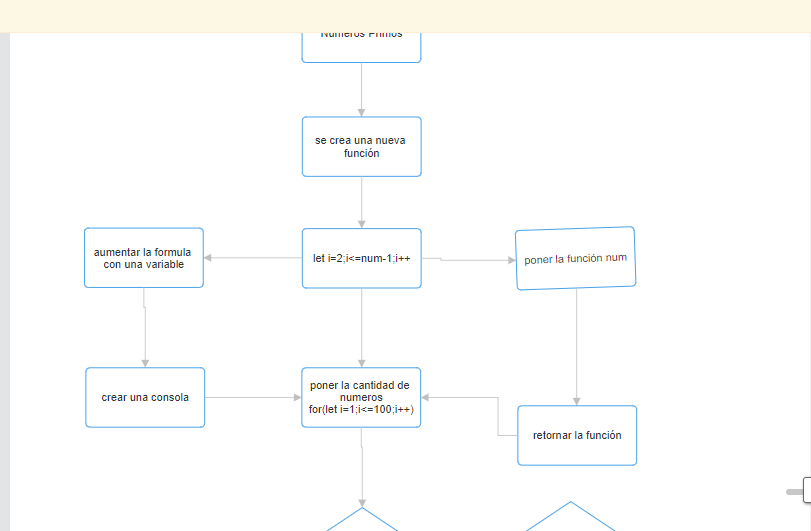 Numeros Primos
se crea una nueva
función
aumentar la formula
con una variable
let i=2;i<=num-1;i++
poner la función num
crear una consola
poner la cantidad de
numeros
for(let i=1;i<=100;i++)
retornar la función